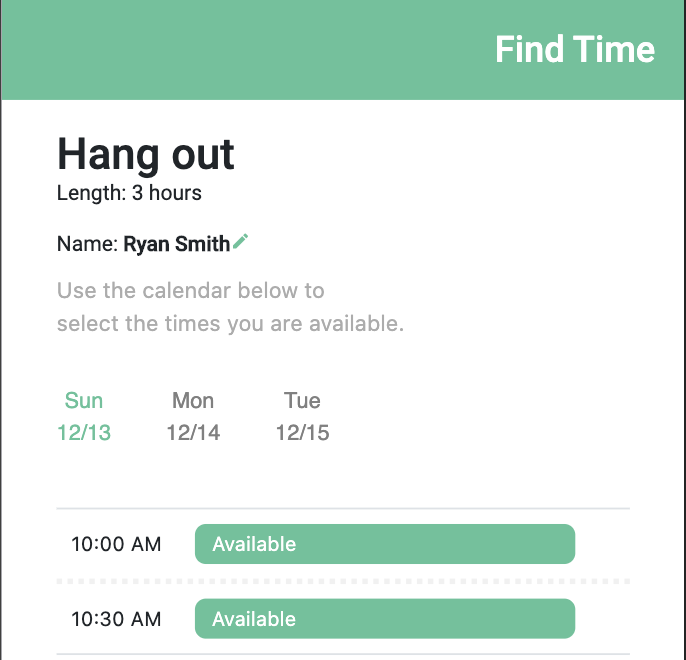 Find Time
Hang out
Length: 3 hours
Name: Ryan Smith
Use the calendar below to
select the times you are available.
Sun Mon Tue
12/13 12/14 12/15
10:00 AM Available
10:30 AM Available